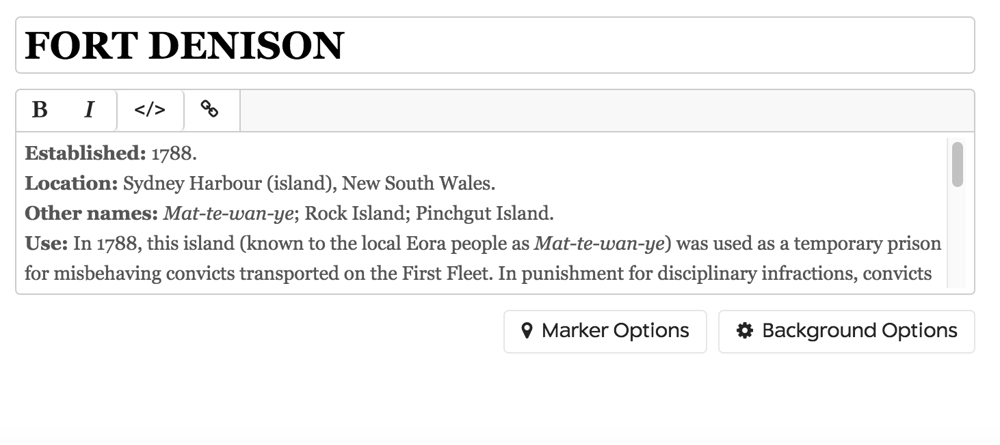 FORT DENISON
B I </>
Established: 1788.
Location: Sydney Harbour (island), New South Wales.
Other names: Mat-te-wan-ye; Rock Island; Pinchgut Island.
Use: In 1788, this island (known to the local Eora people as Mat-te-wan-ye) was used as a temporary prison
for misbehaving convicts transported on the First Fleet. In punishment for disciplinary infractions, convicts
Marker Options Background Options